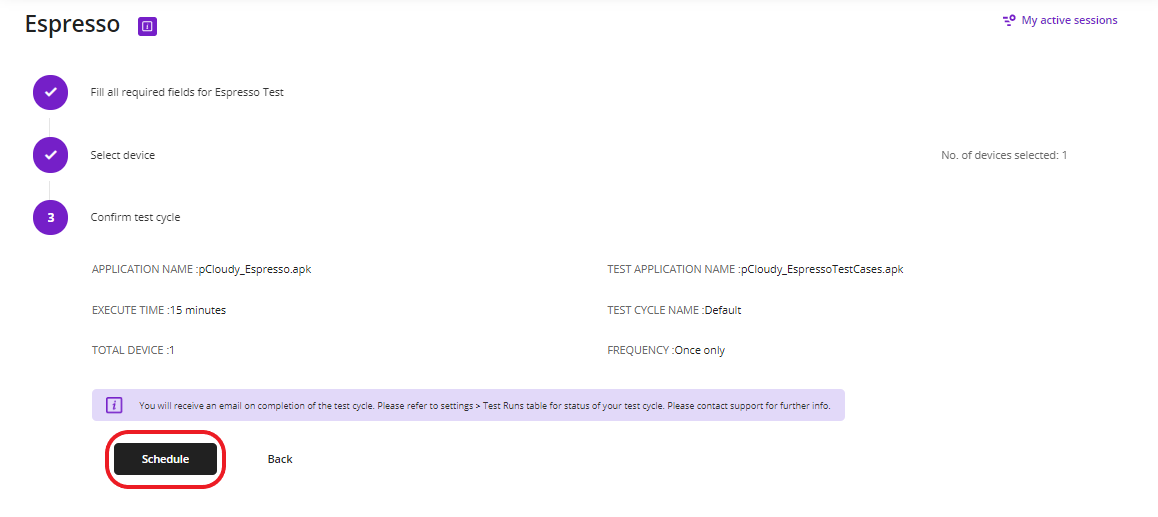 Espresso
My active sessions
Fill all required fields for Espresso Test
Select device
No. of devices selected: 1
3
Confirm test cycle
APPLICATION NAME :pCloudy_Espresso.apk
TEST APPLICATION NAME :pCloudy_EspressoTestCases.apk
EXECUTE TIME :15 minutes
TEST CYCLE NAME :Default
TOTAL DEVICE :1
FREQUENCY :Once only
i You will receive an email on completion of the test cycle. Please refer to settings > Test Runs table for status of your test cycle. Please contact support for further info.
Schedule
Back